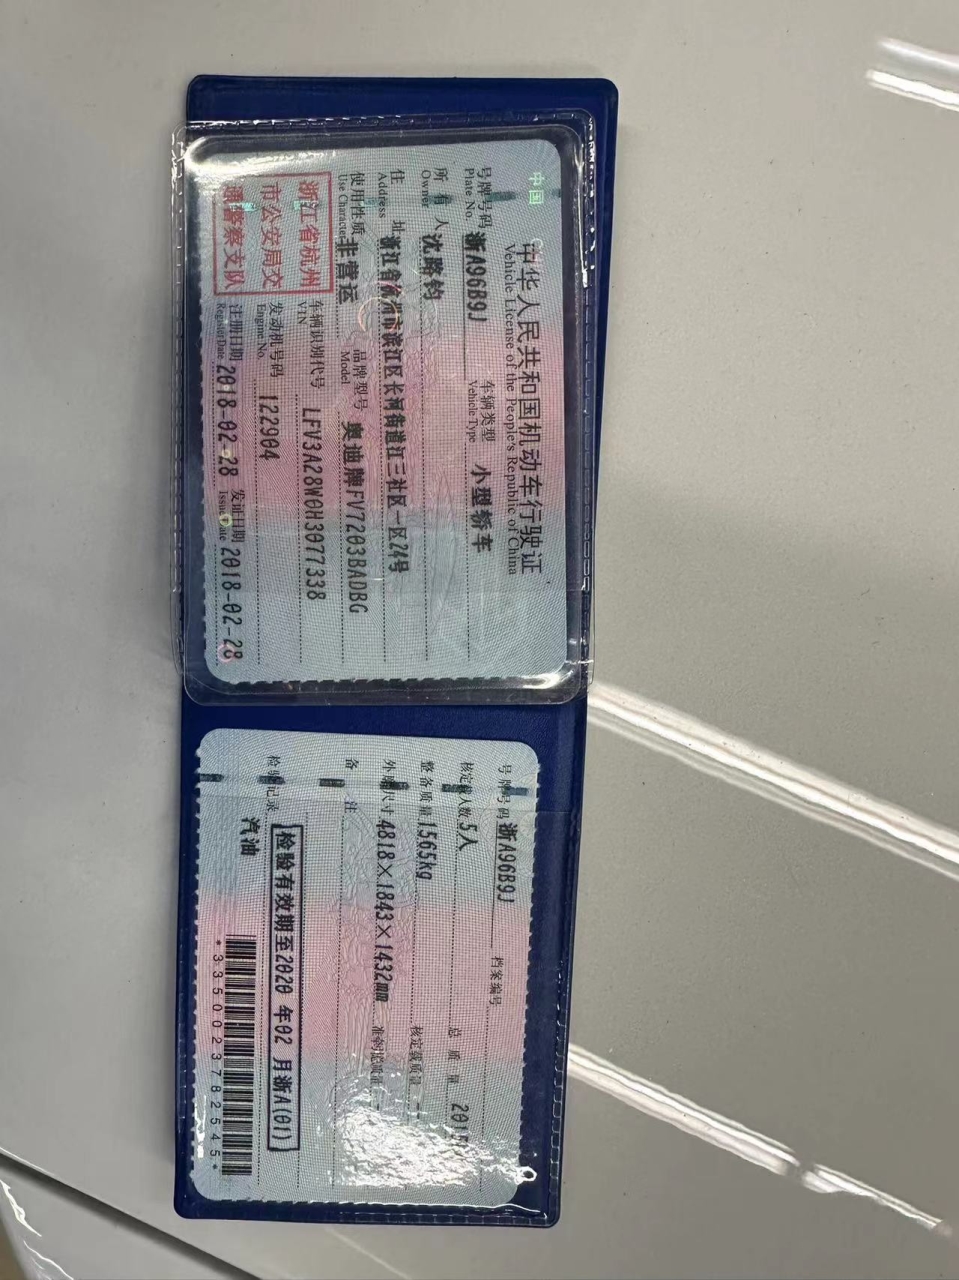 中国
中华人民共和国机动车行驶证
Vehicle License of the People's Republic of China
号牌号码 浙A96B9J 车辆类型 小型轿车
Plate No. Vehicle Type
所有人 沈略钧
Owner
住址 浙江省杭州市滨江区长河街道江三社区一区24号
Address
使用性质 非营运 品牌型号 奥迪牌FV7203BADBG
Use Character Model
浙江省杭州
市公安局交
通警察支队
车辆识别代号 LFV3A28W0H3077338
VIN
发动机号码 122904
Engine No.
注册日期 2018-02-28 发证日期 2018-02-28
Register Date Issue Date
号牌号码 浙A96B9J 档案编号
核定载人数 5人 总质量
整备质量 1565kg 核定载质量 --
外廓尺寸 4818×1843×1432mm
备注
检验记录 检验有效期至2020年02月浙A(01)
汽油
*3350023782545*